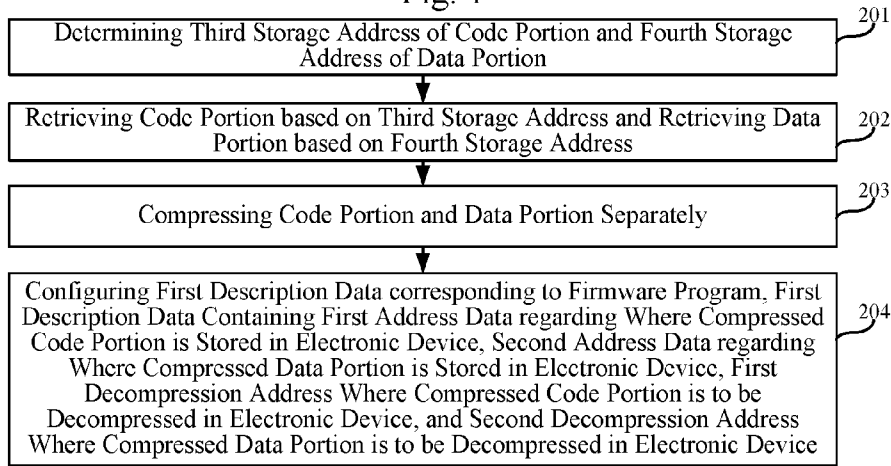 201
Determining Third Storage Address of Code Portion and Fourth Storage
Address of Data Portion
Retrieving Code Portion based on Third Storage Address and Retrieving Data
Portion based on Fourth Storage Address
202
203
Compressing Code Portion and Data Portion Separately
Configuring First Description Data corresponding to Firmware Program, First
Description Data Containing First Address Data regarding Where Compressed
Code Portion is Stored in Electronic Device, Second Address Data regarding
Where Compressed Data Portion is Stored in Electronic Device, First
Decompression Address Where Compressed Code Portion is to be
Decompressed in Electronic Device, and Second Decompression Address
Where Compressed Data Portion is to be Decompressed in Electronic Device
204